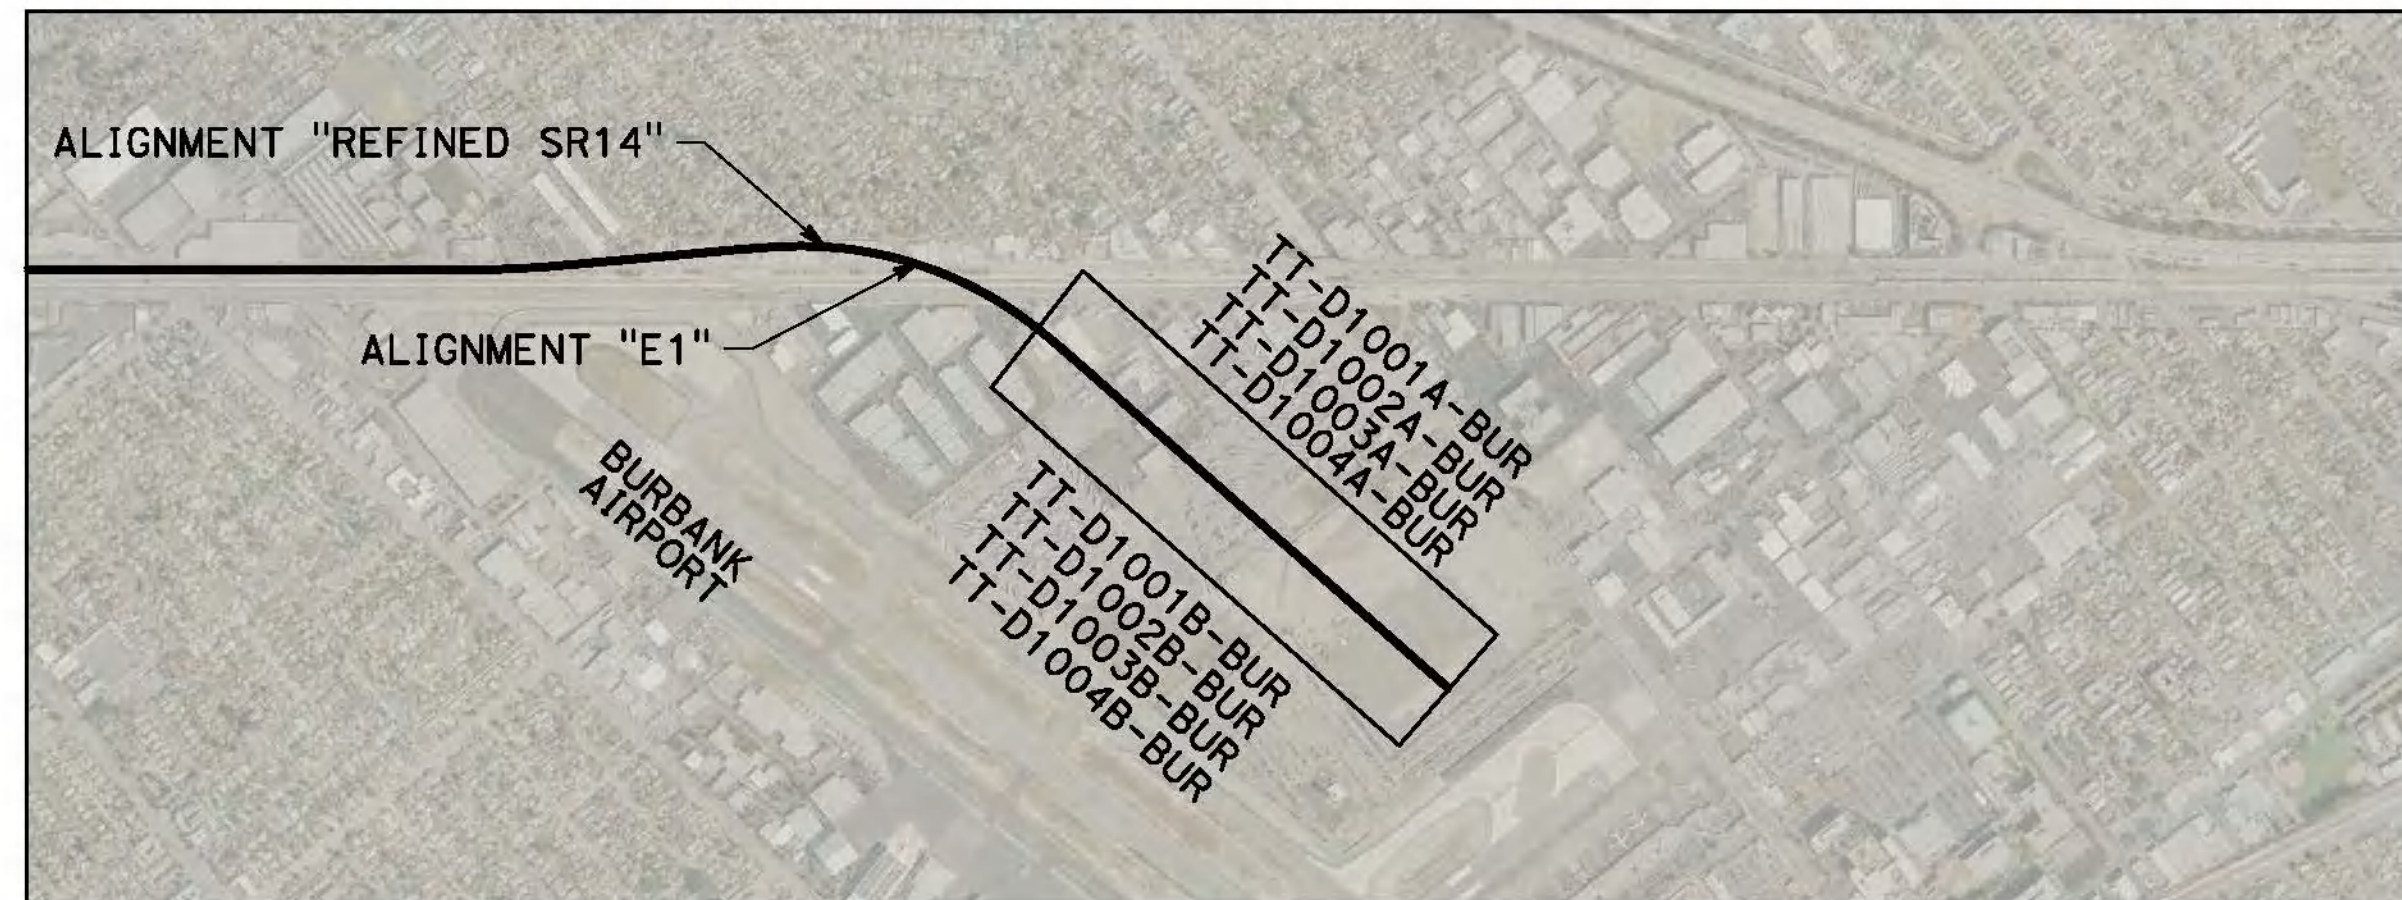 ALIGNMENT "REFINED SR14"
ALIGNMENT "E1"
TT-D1001A-BUR
TT-D1002A-BUR
TT-D1003A-BUR
TT-D1004A-BUR
BURBANK
AIRPORT
TT-D1001B-BUR
TT-D1002B-BUR
TT-D1003B-BUR
TT-D1004B-BUR